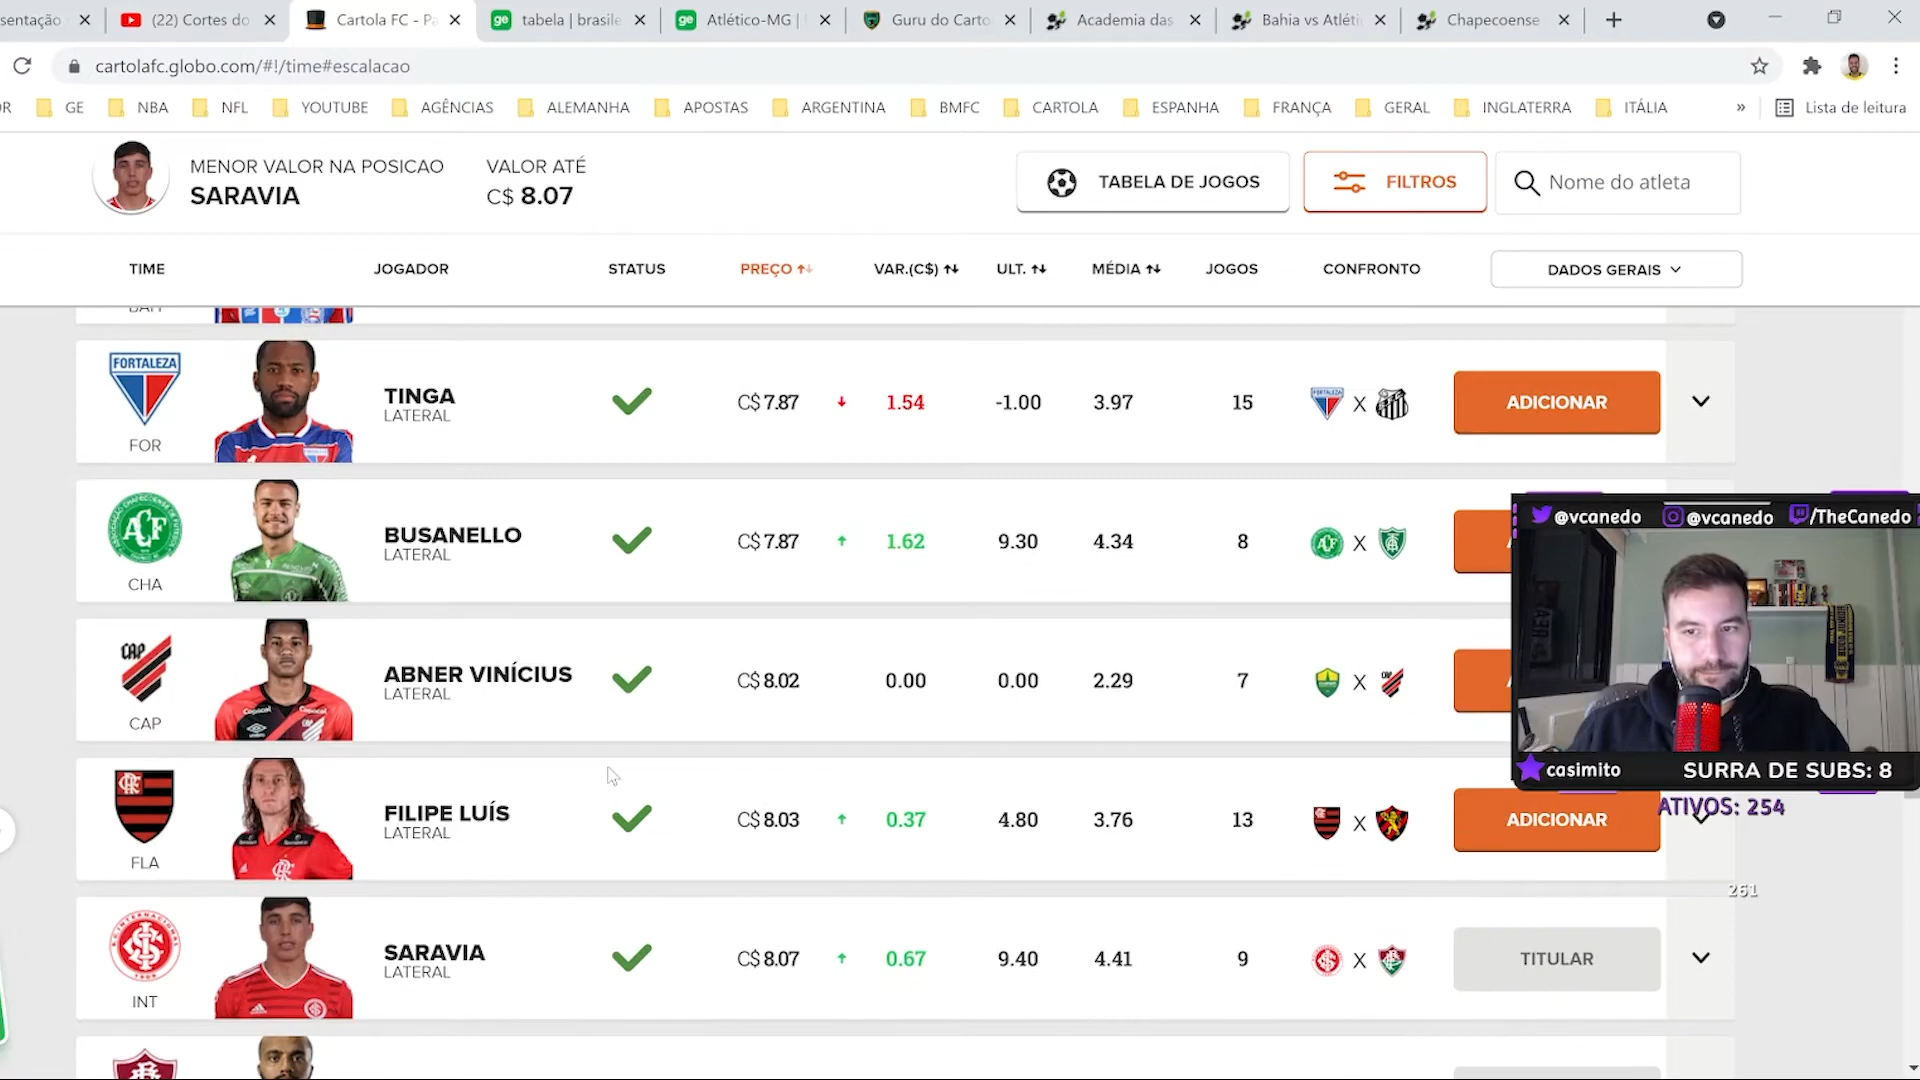 sentação
(22) Cortes do
Cartola FC - Pa
tabela | brasile
Atlético-MG |
Guru do Carto
Academia das
Bahia vs Atléti
Chapecoense
cartolafc.globo.com/#!/time#escalacao
GE
NBA
NFL
YOUTUBE
AGÊNCIAS
ALEMANHA
APOSTAS
ARGENTINA
BMFC
CARTOLA
ESPANHA
FRANÇA
GERAL
INGLATERRA
ITÁLIA
»
Lista de leitura
MENOR VALOR NA POSICAO
SARAVIA
VALOR ATÉ
C$ 8.07
TABELA DE JOGOS
FILTROS
Nome do atleta
TIME JOGADOR STATUS PREÇO VAR.(C$) ULT. MÉDIA JOGOS CONFRONTO DADOS GERAIS
FORTALEZA
FOR
TINGA
LATERAL
C$ 7.87 1.54 -1.00 3.97 15 X ADICIONAR
CHA
BUSANELLO
LATERAL
C$ 7.87 1.62 9.30 4.34 8 X
CAP
CAP
ABNER VINÍCIUS
LATERAL
C$ 8.02 0.00 0.00 2.29 7 X
FLA
FILIPE LUÍS
LATERAL
C$ 8.03 0.37 4.80 3.76 13 X ADICIONAR
INT
SARAVIA
LATERAL
C$ 8.07 0.67 9.40 4.41 9 X TITULAR
@vcanedo @vcanedo /TheCanedo
casimito SURRA DE SUBS: 8
ATIVOS: 254
261